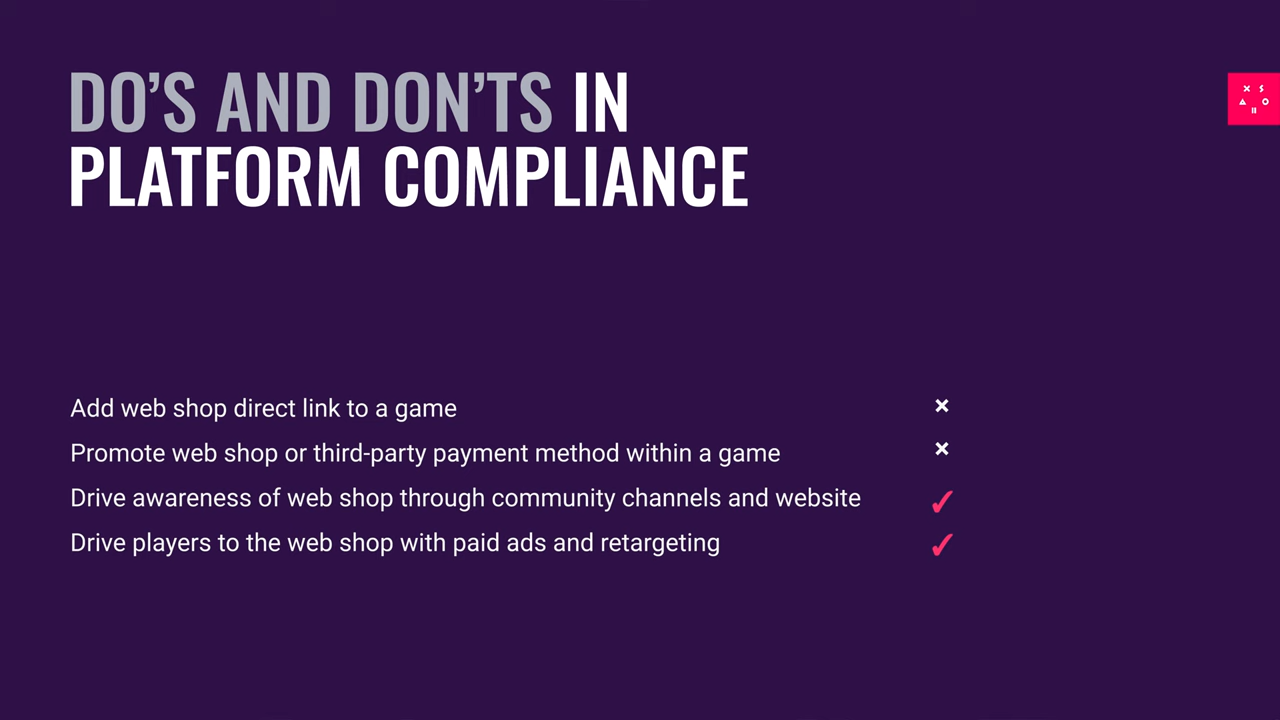 DO’S AND DON’TS IN
PLATFORM COMPLIANCE
Add web shop direct link to a game ×
Promote web shop or third-party payment method within a game ×
Drive awareness of web shop through community channels and website ✓
Drive players to the web shop with paid ads and retargeting ✓